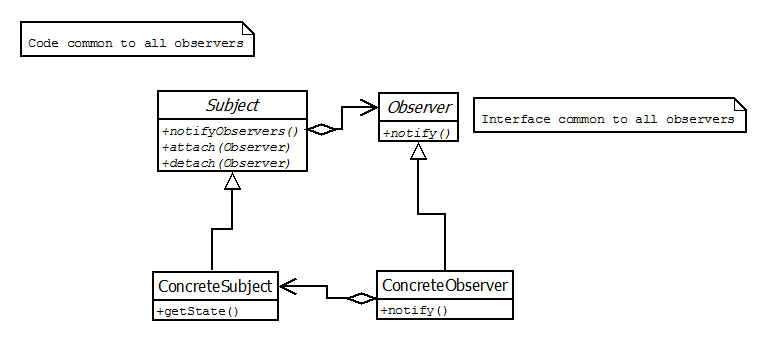 Code common to all observers
Subject
+notifyObservers()
+attach(Observer)
+detach(Observer)
Observer
+notify()
Interface common to all observers
ConcreteSubject
+getState()
ConcreteObserver
+notify()